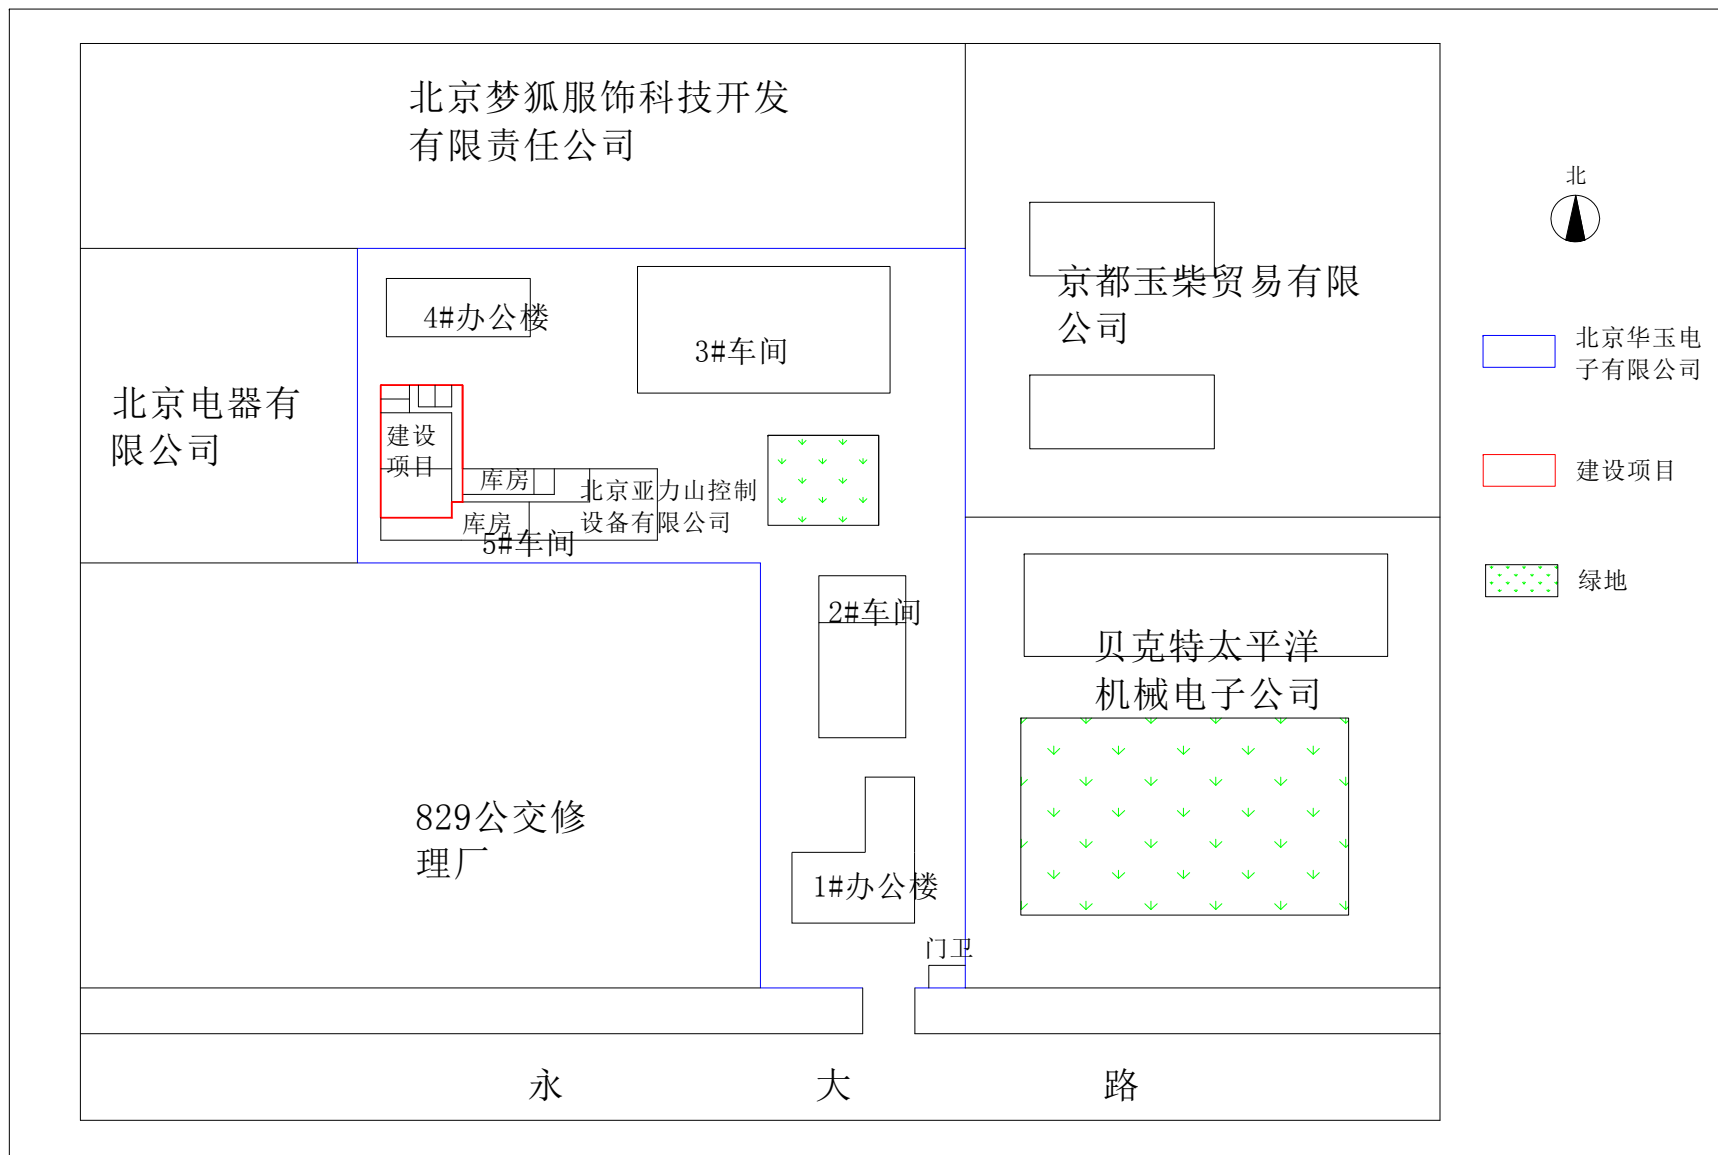 北京梦狐服饰科技开发
有限责任公司
北
京都玉柴贸易有限
公司
4#办公楼
3#车间
北京华玉电
子有限公司
北京电器有
限公司
建设
项目
库房
北京亚力山控制
设备有限公司
库房
5#车间
建设项目
绿地
2#车间
贝克特太平洋
机械电子公司
829公交修
理厂
1#办公楼
门卫
永大路